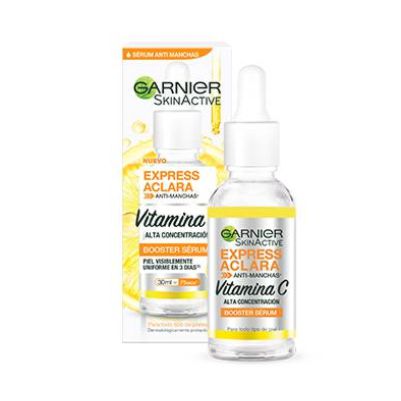 SÉRUM ANTI MANCHAS
GARNIER
SKINACTIVE
NUEVO
EXPRESS
ACLARA
ANTI-MANCHAS*
Vitamina
ALTA CONCENTRACIÓN
BOOSTER SÉRUM
PIEL VISIBLEMENTE
UNIFORME EN 3 DIAS
30ml
GARNIER
SKINACTIVE
EXPRESS
ACLARA
ANTI-MANCHAS*
Vitamina C
ALTA CONCENTRACIÓN
BOOSTER SÉRUM
Para todo tipo de piel